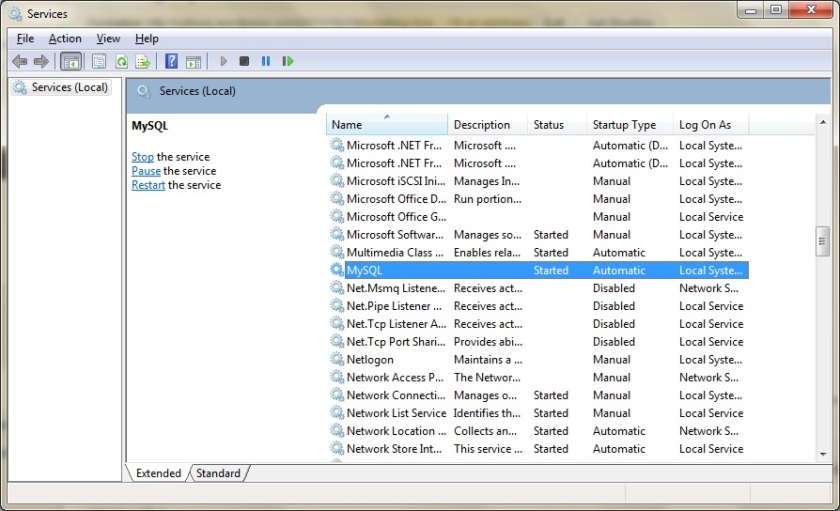 Services
File Action View Help
Services (Local)
Services (Local)
MySQL
Stop the service
Pause the service
Restart the service
Name Description Status Startup Type Log On As
Microsoft .NET Fr... Microsoft .... Automatic (D... Local Syste...
Microsoft .NET Fr... Microsoft .... Automatic (D... Local Syste...
Microsoft iSCSI Ini... Manages In... Manual Local Syste...
Microsoft Office D... Run portion... Manual Local Syste...
Microsoft Office G... Manual Local Service
Microsoft Softwar... Manages so... Started Manual Local Syste...
Multimedia Class ... Enables rela... Started Automatic Local Syste...
MySQL Started Automatic Local Syste...
Net.Msmq Listene... Receives act... Disabled Network S...
Net.Pipe Listener ... Receives act... Disabled Local Service
Net.Tcp Listener A... Receives act... Disabled Local Service
Net.Tcp Port Shari... Provides abi... Disabled Local Service
Netlogon Maintains a ... Manual Local Syste...
Network Access P... The Networ... Manual Network S...
Network Connecti... Manages o... Started Manual Local Syste...
Network List Service Identifies th... Started Manual Local Service
Network Location ... Collects an... Started Automatic Network S...
Network Store Int... This service ... Started Automatic Local Service
Extended Standard